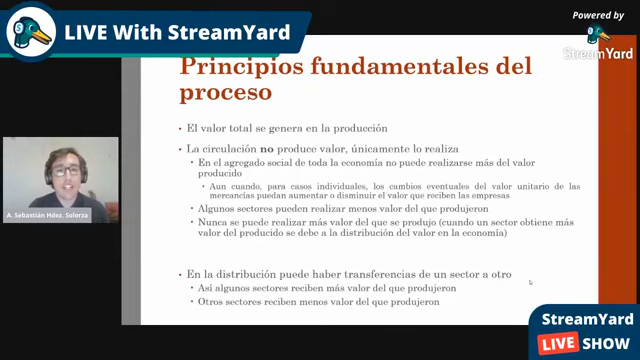 LIVE With StreamYard
Powered by
StreamYard
Principios fundamentales del
proceso
• El valor total se genera en la producción
• La circulación no produce valor, únicamente lo realiza
• En el agregado social de toda la economía no puede realizarse más del valor
producido
• Aun cuando, para casos individuales, los cambios eventuales del valor unitario de las
mercancías puedan aumentar o disminuir el valor que reciben las empresas
• Algunos sectores pueden realizar menos valor del que produjeron
• Nunca se puede realizar más valor del que se produjo (cuando un sector obtiene más
valor del producido se debe a la distribución del valor en la economía)
• En la distribución puede haber transferencias de un sector a otro
• Así algunos sectores reciben más valor del que produjeron
• Otros sectores reciben menos valor del que produjeron
A. Sebastián Hdez. Solorza
StreamYard
LIVE SHOW